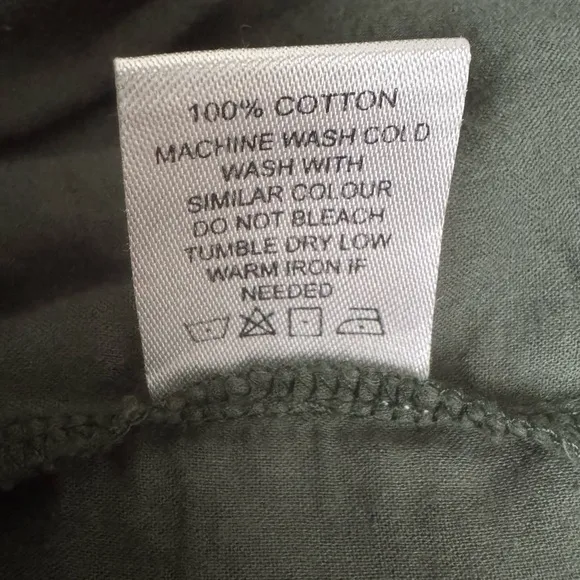 100% COTTON
MACHINE WASH COLD
WASH WITH
SIMILAR COLOUR
DO NOT BLEACH
TUMBLE DRY LOW
WARM IRON IF
NEEDED